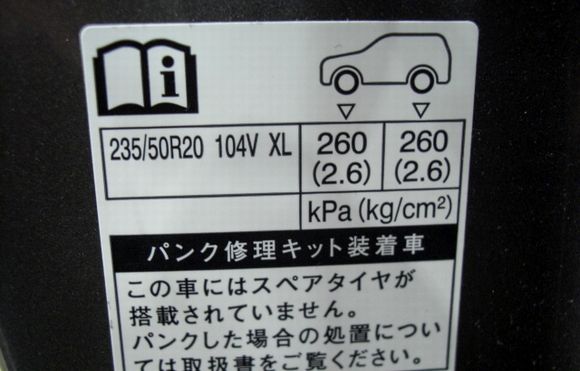 235/50R20 104V XL 260 260
(2.6) (2.6)
kPa (kg/cm²)
パンク修理キット装着車
この車にはスペアタイヤが
搭載されていません。
パンクした場合の処置につい
ては取扱書をご覧ください。